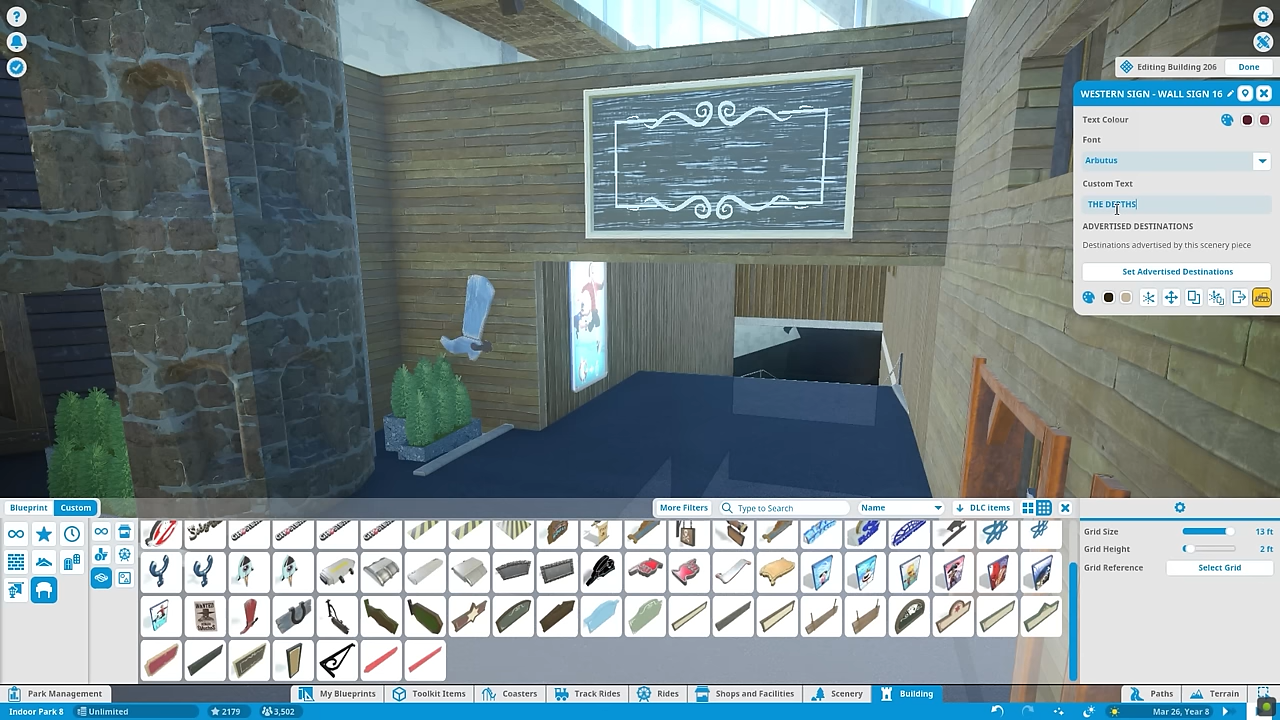 Editing Building 206
Done
WESTERN SIGN - WALL SIGN 16
Text Colour
Font
Arbutus
Custom Text
THE DEPTHS
ADVERTISED DESTINATIONS
Destinations advertised by this scenery piece
Set Advertised Destinations
Blueprint
Custom
More Filters
Type to Search
Name
DLC items
Grid Size
13 ft
Grid Height
2 ft
Grid Reference
Select Grid
WANTED
Park Management
My Blueprints
Toolkit Items
Coasters
Track Rides
Rides
Shops and Facilities
Scenery
Building
Paths
Terrain
Indoor Park 8
Unlimited
2179
3,502
Mar 26, Year 8